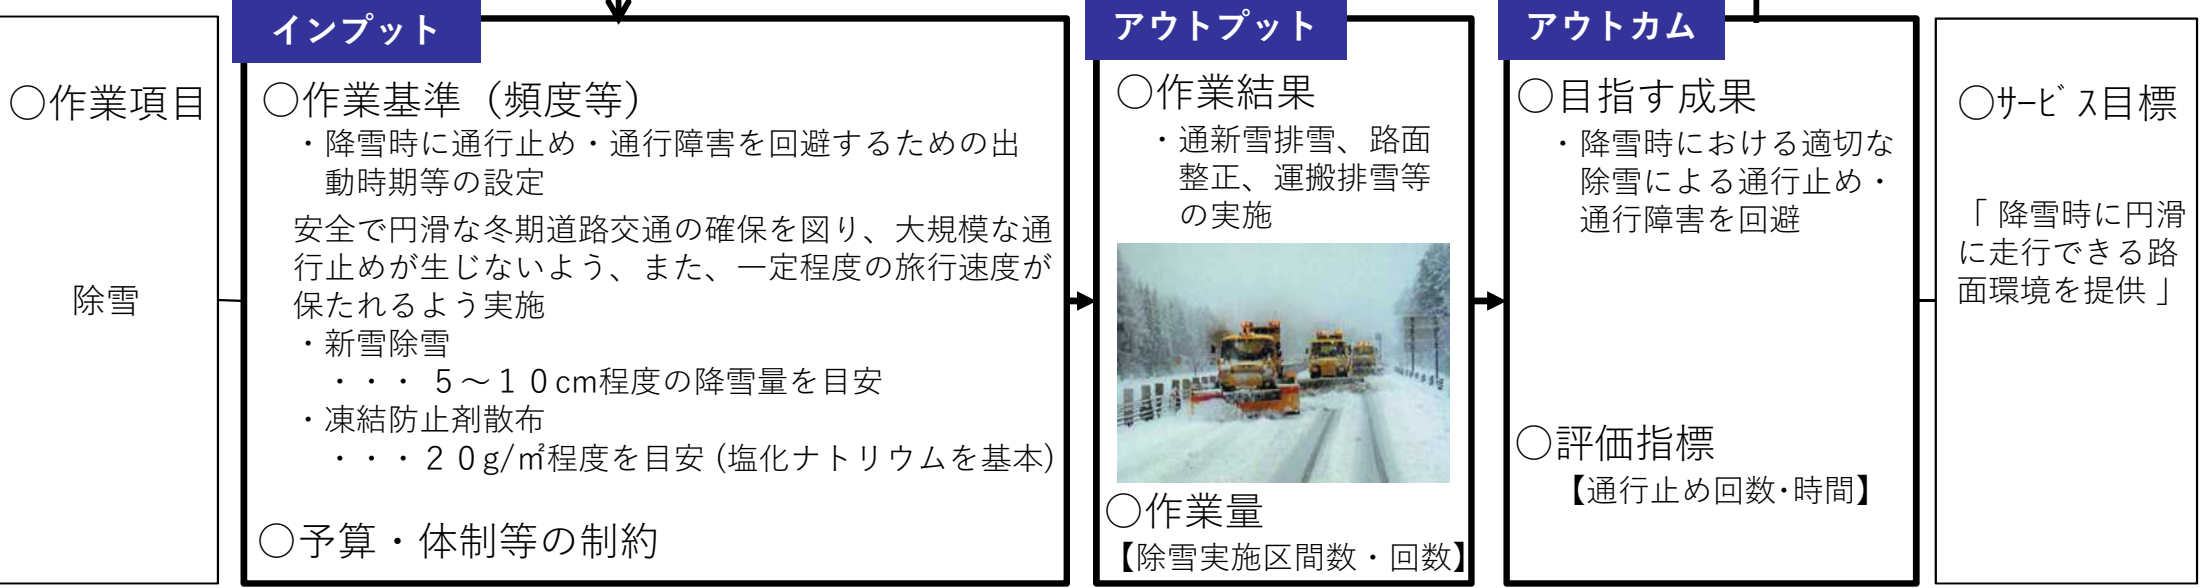 ○作業項目
除雪
インプット
○作業基準（頻度等）
・降雪時に通行止め・通行障害を回避するための出
動時期等の設定
安全で円滑な冬期道路交通の確保を図り、大規模な通
行止めが生じないよう、また、一定程度の旅行速度が
保たれるよう実施
・新雪除雪
・・・ ５～１０cm程度の降雪量を目安
・凍結防止剤散布
・・・２０g/㎡程度を目安 (塩化ナトリウムを基本)
○予算・体制等の制約
アウトプット
○作業結果
・通新雪排雪、路面
整正、運搬排雪等
の実施
○作業量
【除雪実施区間数・回数】
アウトカム
○目指す成果
・降雪時における適切な
除雪による通行止め・
通行障害を回避
○評価指標
【通行止め回数･時間】
○ｻｰﾋﾞｽ目標
「 降雪時に円滑
に走行できる路
面環境を提供 」